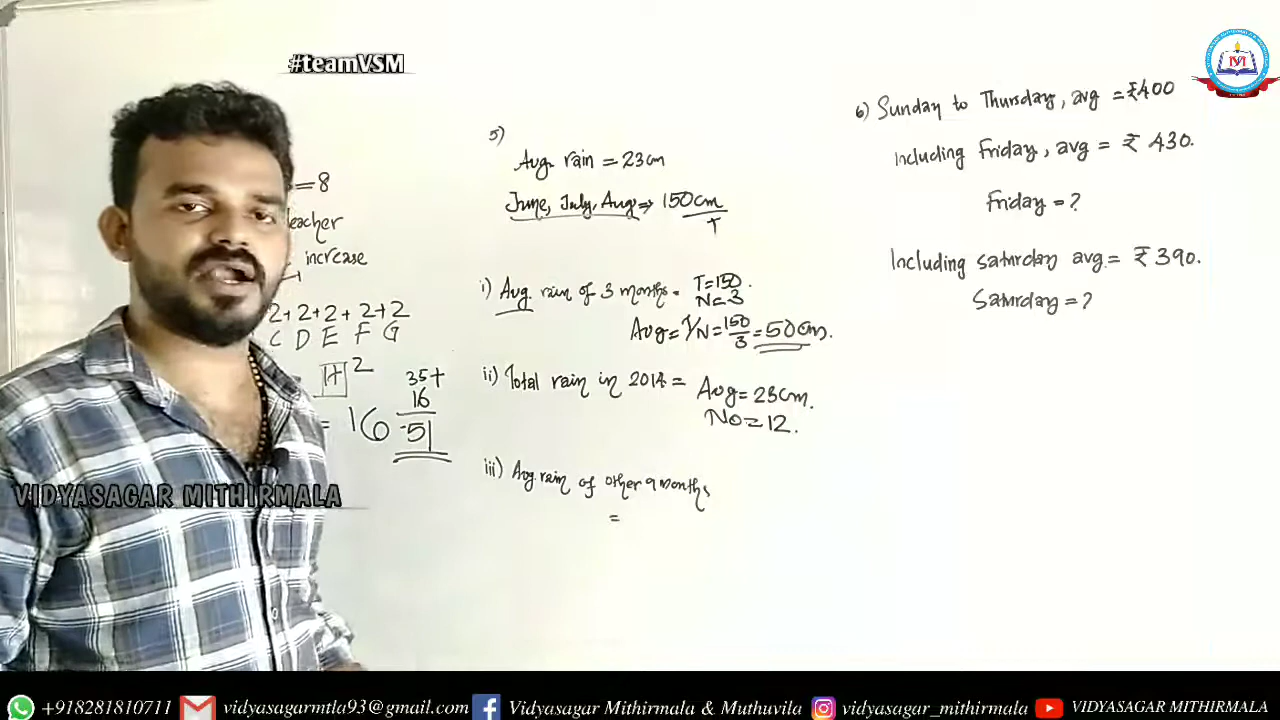 #teamVSM
=8
teacher
increase
2+2+2+2+2
C D E F G
1+ 2
35+
16
= 16 51
5)
Avg. rain = 23cm
June, July, Aug ⇒ 150cm
T
i) Avg. rain of 3 months = T=150
N=3
Avg = T/N = 150/3 = 50cm.
ii) Total rain in 2014 = Avg = 23cm.
No = 12.
iii) Avg. rain of other 9 months
=
6) Sunday to Thursday, avg = ₹400
Including Friday, avg = ₹ 430.
Friday = ?
Including saturday avg = ₹ 390.
Saturday = ?
VIDYASAGAR MITHIRMALA
+918281810711 vidyasagarmtla93@gmail.com Vidyasagar Mithirmala & Muthuvila vidyasagar_mithirmala VIDYASAGAR MITHIRMALA